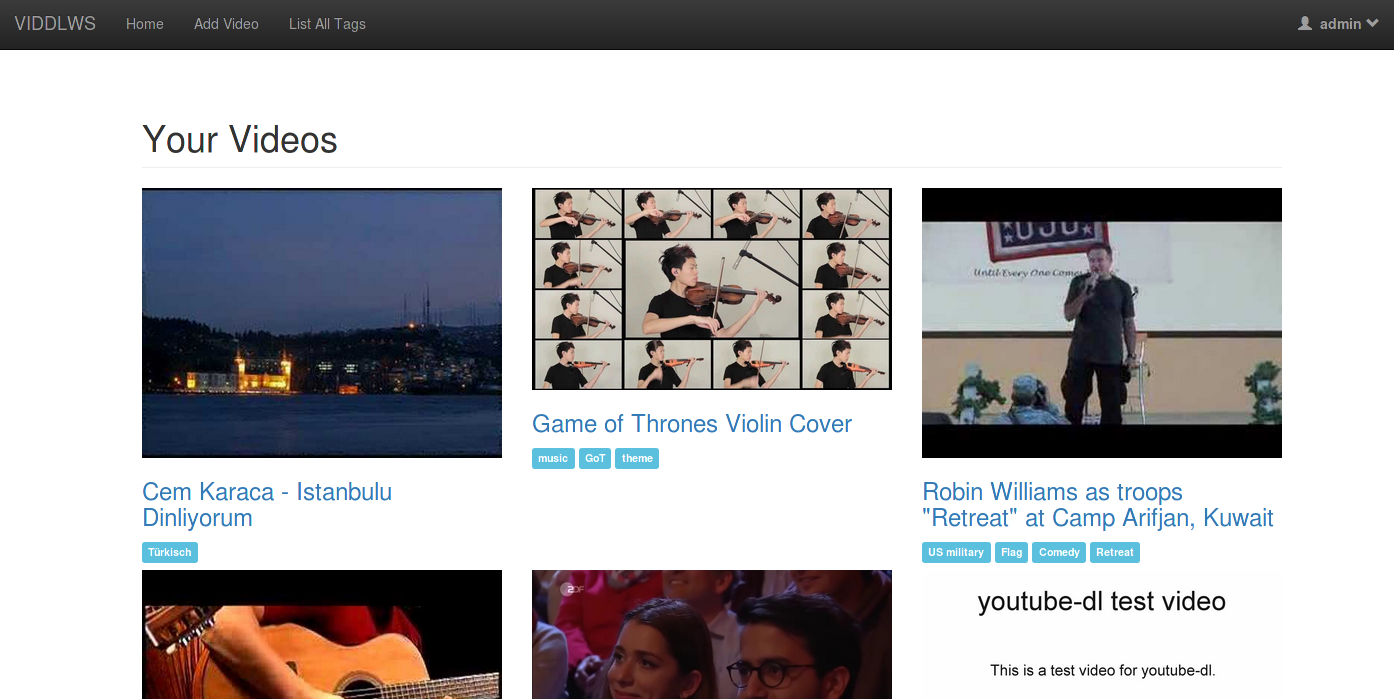 VIDDLWS Home Add Video List All Tags admin
Your Videos
UJU
Until Every One Comes
Game of Thrones Violin Cover
music GoT theme
Cem Karaca - Istanbulu
Dinliyorum
Türkisch
Robin Williams as troops
"Retreat" at Camp Arifjan, Kuwait
US military Flag Comedy Retreat
2DF
youtube-dl test video
This is a test video for youtube-dl.